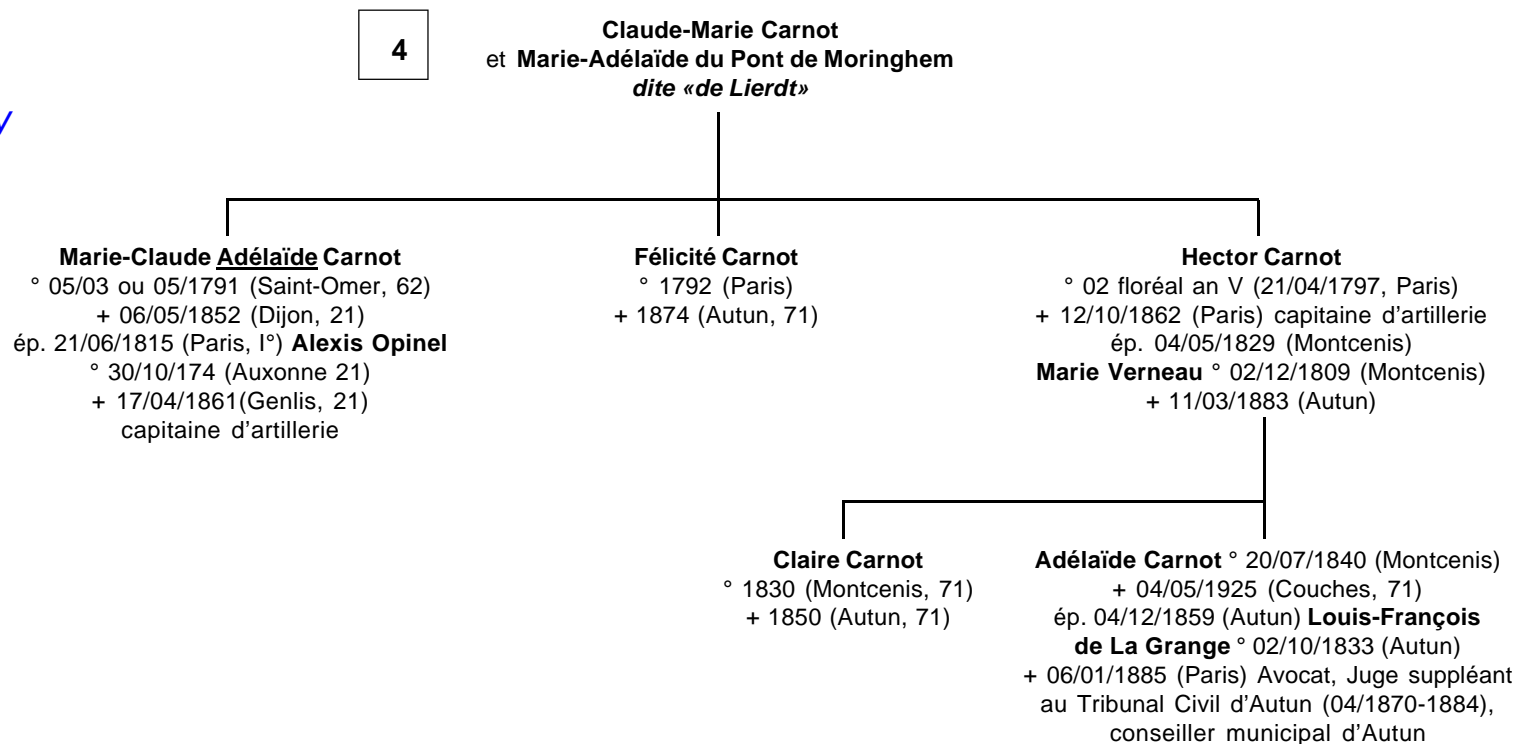 4
Claude-Marie Carnot
et Marie-Adélaïde du Pont de Moringhem
dite «de Lierdt»
Marie-Claude Adélaïde Carnot
° 05/03 ou 05/1791 (Saint-Omer, 62)
+ 06/05/1852 (Dijon, 21)
ép. 21/06/1815 (Paris, I°) Alexis Opinel
° 30/10/174 (Auxonne 21)
+ 17/04/1861(Genlis, 21)
capitaine d'artillerie
Félicité Carnot
° 1792 (Paris)
+ 1874 (Autun, 71)
Hector Carnot
° 02 floréal an V (21/04/1797, Paris)
+ 12/10/1862 (Paris) capitaine d'artillerie
ép. 04/05/1829 (Montcenis)
Marie Verneau ° 02/12/1809 (Montcenis)
+ 11/03/1883 (Autun)
Claire Carnot
° 1830 (Montcenis, 71)
+ 1850 (Autun, 71)
Adélaïde Carnot ° 20/07/1840 (Montcenis)
+ 04/05/1925 (Couches, 71)
ép. 04/12/1859 (Autun) Louis-François
de La Grange ° 02/10/1833 (Autun)
+ 06/01/1885 (Paris) Avocat, Juge suppléant
au Tribunal Civil d'Autun (04/1870-1884),
conseiller municipal d'Autun